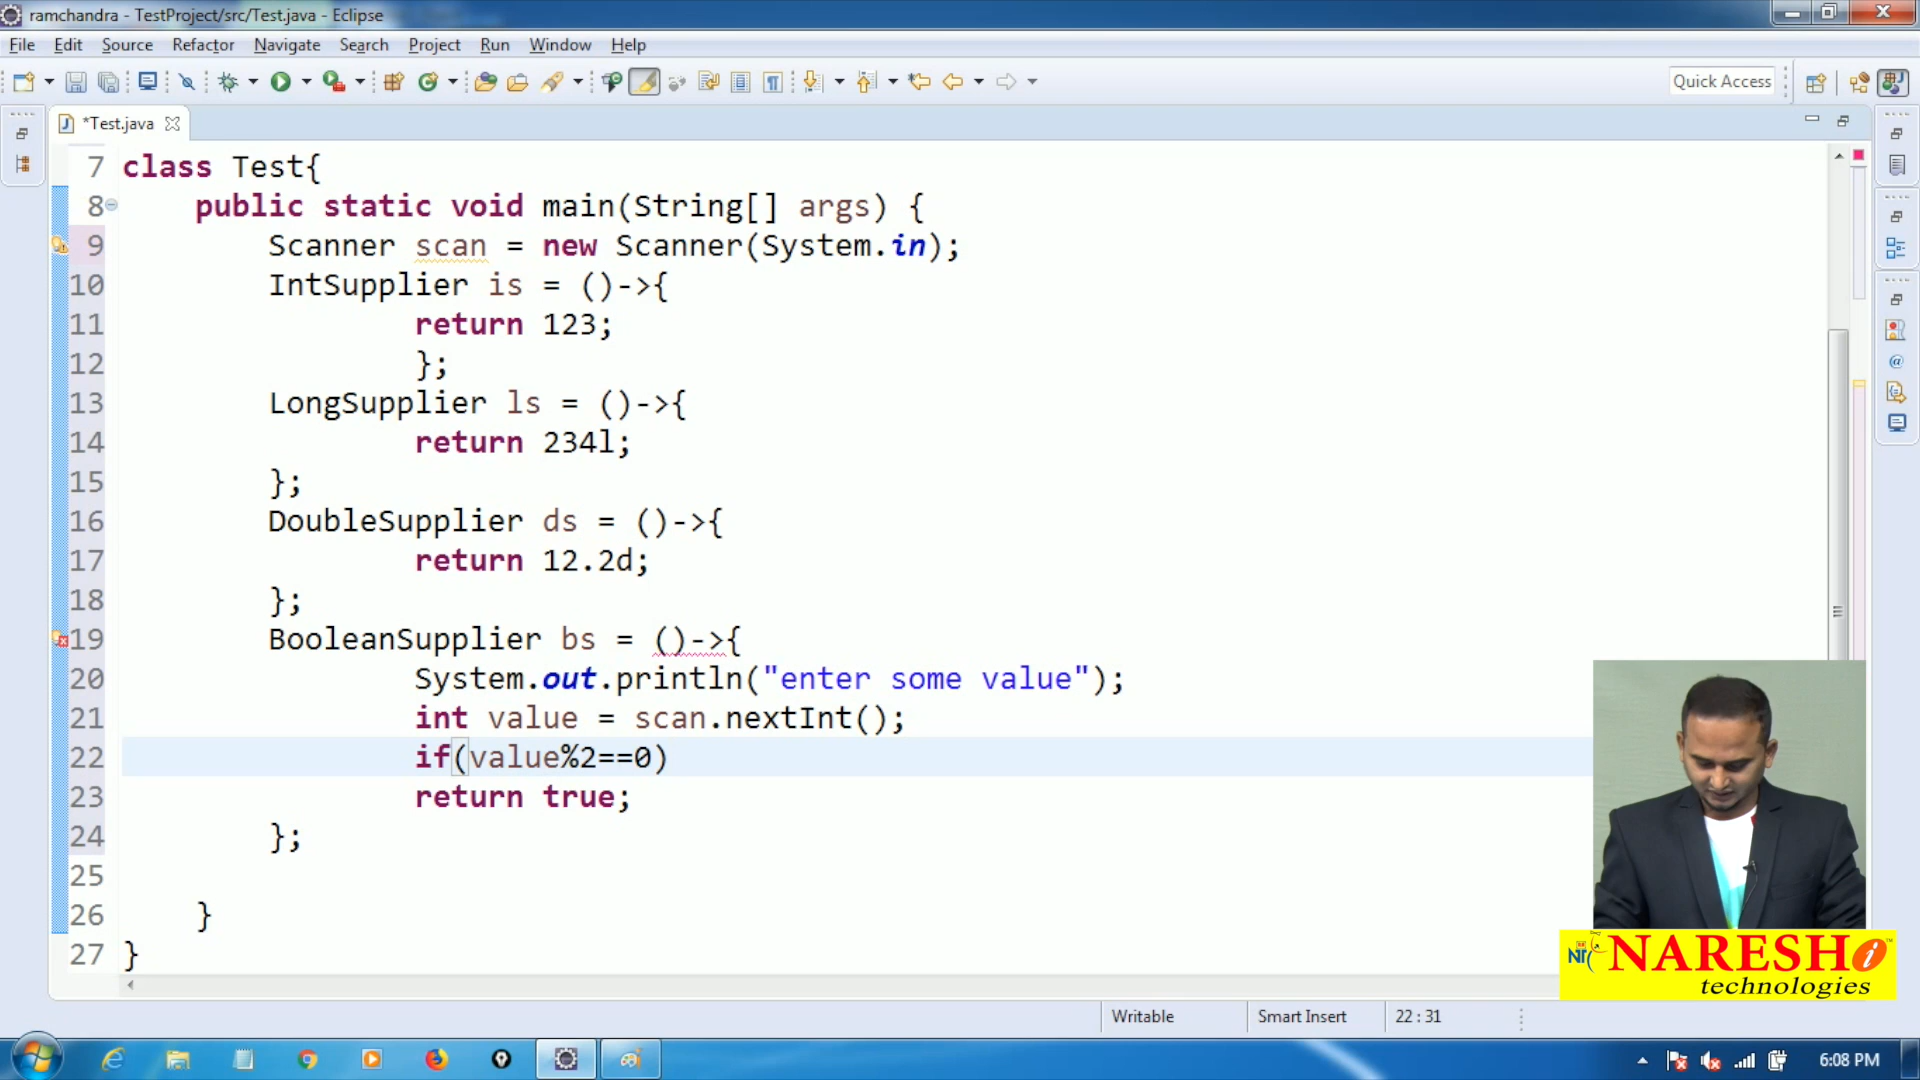 ramchandra - TestProject/src/Test.java - Eclipse
File Edit Source Refactor Navigate Search Project Run Window Help
Quick Access
*Test.java
7 class Test{
8 public static void main(String[] args) {
9 Scanner scan = new Scanner(System.in);
10 IntSupplier is = ()->{
11 return 123;
12 };
13 LongSupplier ls = ()->{
14 return 234l;
15 };
16 DoubleSupplier ds = ()->{
17 return 12.2d;
18 };
19 BooleanSupplier bs = ()->{
20 System.out.println("enter some value");
21 int value = scan.nextInt();
22 if(value%2==0)
23 return true;
24 };
25
26 }
27 }
NARESH i
technologies
Writable Smart Insert 22 : 31
6:08 PM